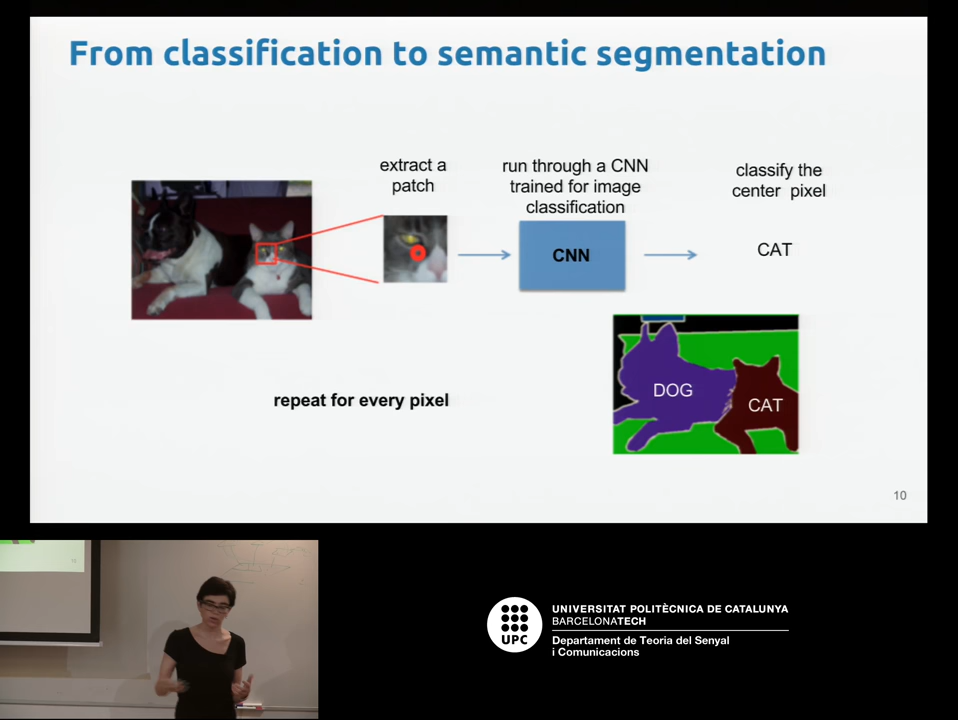 From classification to semantic segmentation
extract a
patch
run through a CNN
trained for image
classification
classify the
center pixel
CNN
CAT
DOG
CAT
repeat for every pixel
10
UPC
UNIVERSITAT POLITÈCNICA DE CATALUNYA
BARCELONATECH
Departament de Teoria del Senyal
i Comunicacions